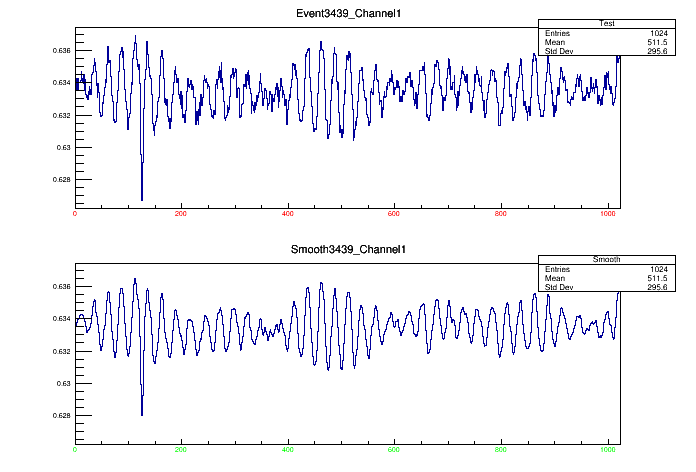 Event3439_Channel1
Test
Entries 1024
Mean 511.5
Std Dev 295.6
0.636
0.634
0.632
0.63
0.628
0 200 400 600 800 1000
Smooth3439_Channel1
Smooth
Entries 1024
Mean 511.5
Std Dev 295.6
0.636
0.634
0.632
0.63
0.628
0 200 400 600 800 1000